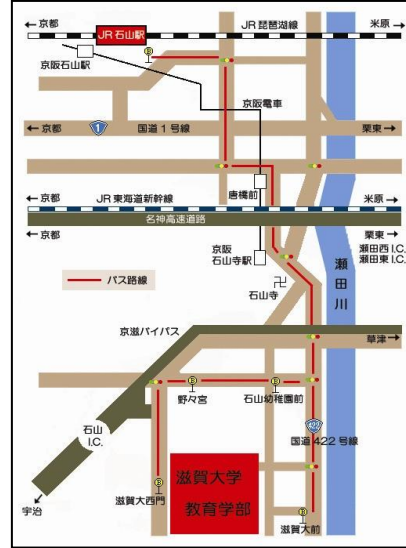 ← 京都
JR 石山駅
JR 琵琶湖線
米原 →
京阪石山駅
京阪電車
← 京都
1
国道1号線
栗東 →
唐橋前
← 京都
JR 東海道新幹線
米原 →
名神高速道路
← 京都
栗東 →
京阪
石山寺駅
瀬田西 I.C.
瀬田東 I.C.
バス路線
卍
石山寺
瀬田川
京滋バイパス
草津
野々宮
石山幼稚園前
石山
I.C.
422
国道422号線
滋賀大学
教育学部
宇治
滋賀大西門
滋賀大前